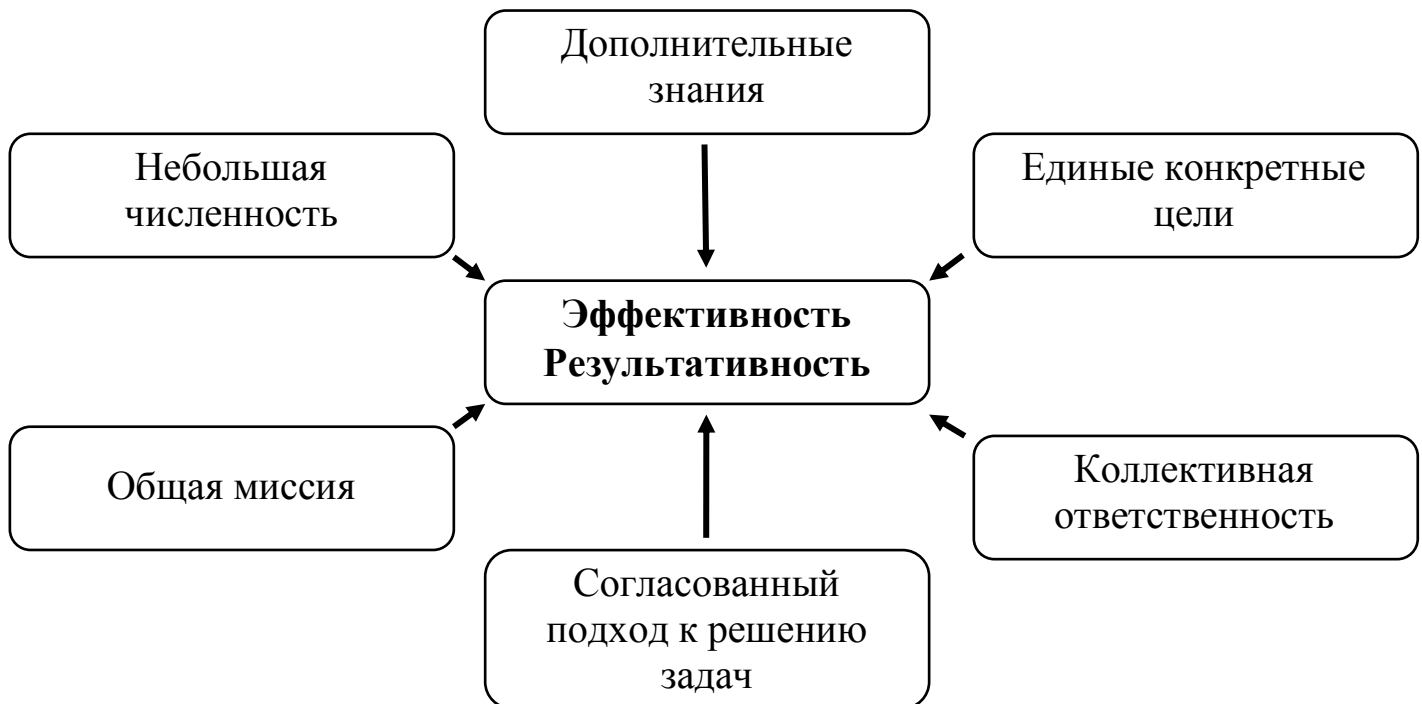 Дополнительные
знания
Небольшая
численность
Единые конкретные
цели
Эффективность
Результативность
Общая миссия
Коллективная
ответственность
Согласованный
подход к решению
задач